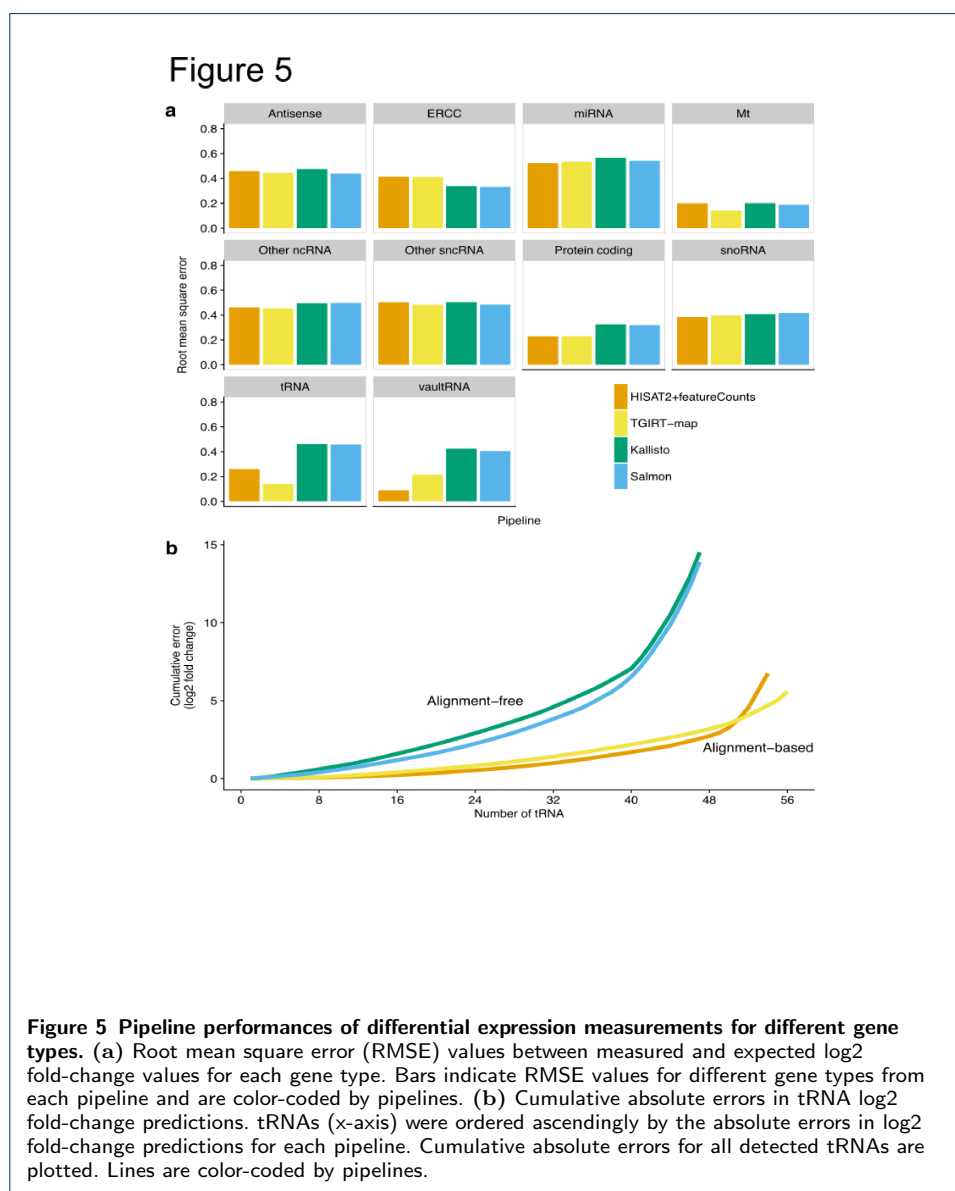 Figure 5
a
Antisense ERCC miRNA Mt
0.8
0.6
0.4
0.2
0.0
Other ncRNA Other sncRNA Protein coding snoRNA
0.8
0.6
0.4
0.2
0.0
Root mean square error
tRNA vaultRNA
0.8
0.6
0.4
0.2
0.0
HISAT2+featureCounts
TGIRT−map
Kallisto
Salmon
Pipeline
b
15
10
5
0
Cumulative error
(log2 fold change)
Alignment−free
Alignment−based
0 8 16 24 32 40 48 56
Number of tRNA
Figure 5 Pipeline performances of differential expression measurements for different gene
types. (a) Root mean square error (RMSE) values between measured and expected log2
fold-change values for each gene type. Bars indicate RMSE values for different gene types from
each pipeline and are color-coded by pipelines. (b) Cumulative absolute errors in tRNA log2
fold-change predictions. tRNAs (x-axis) were ordered ascendingly by the absolute errors in log2
fold-change predictions for each pipeline. Cumulative absolute errors for all detected tRNAs are
plotted. Lines are color-coded by pipelines.